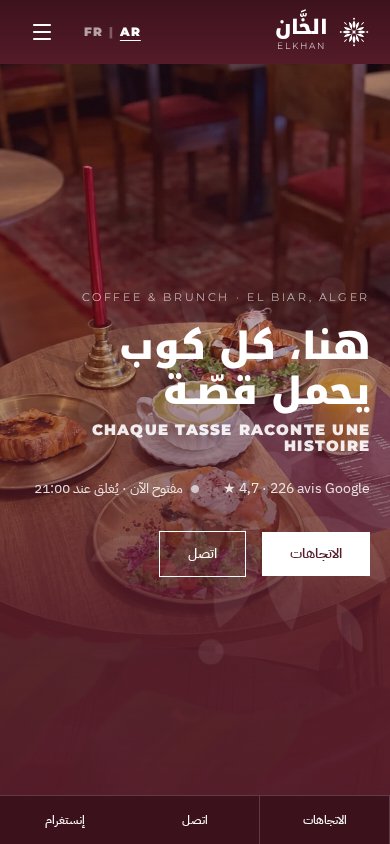 الخَّان
ELKHAN
FR | AR
COFFEE & BRUNCH · EL BIAR, ALGER
هنا، كل كوب
يحمل قصّة
CHAQUE TASSE RACONTE UNE
HISTOIRE
★ 4,7 · 226 avis Google
مفتوح الآن · يُغلق عند 21:00
الاتجاهات
اتصل
الاتجاهات
اتصل
إنستغرام